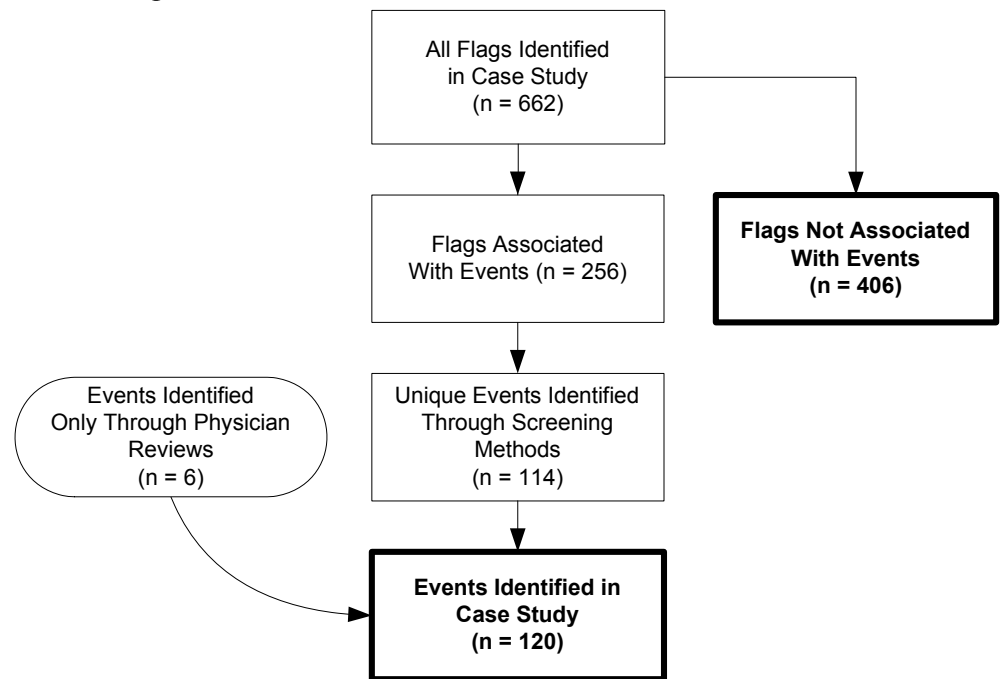 All Flags Identified
in Case Study
(n = 662)
Flags Not Associated
With Events
(n = 406)
Flags Associated
With Events (n = 256)
Events Identified
Only Through Physician
Reviews
(n = 6)
Unique Events Identified
Through Screening
Methods
(n = 114)
Events Identified in
Case Study
(n = 120)